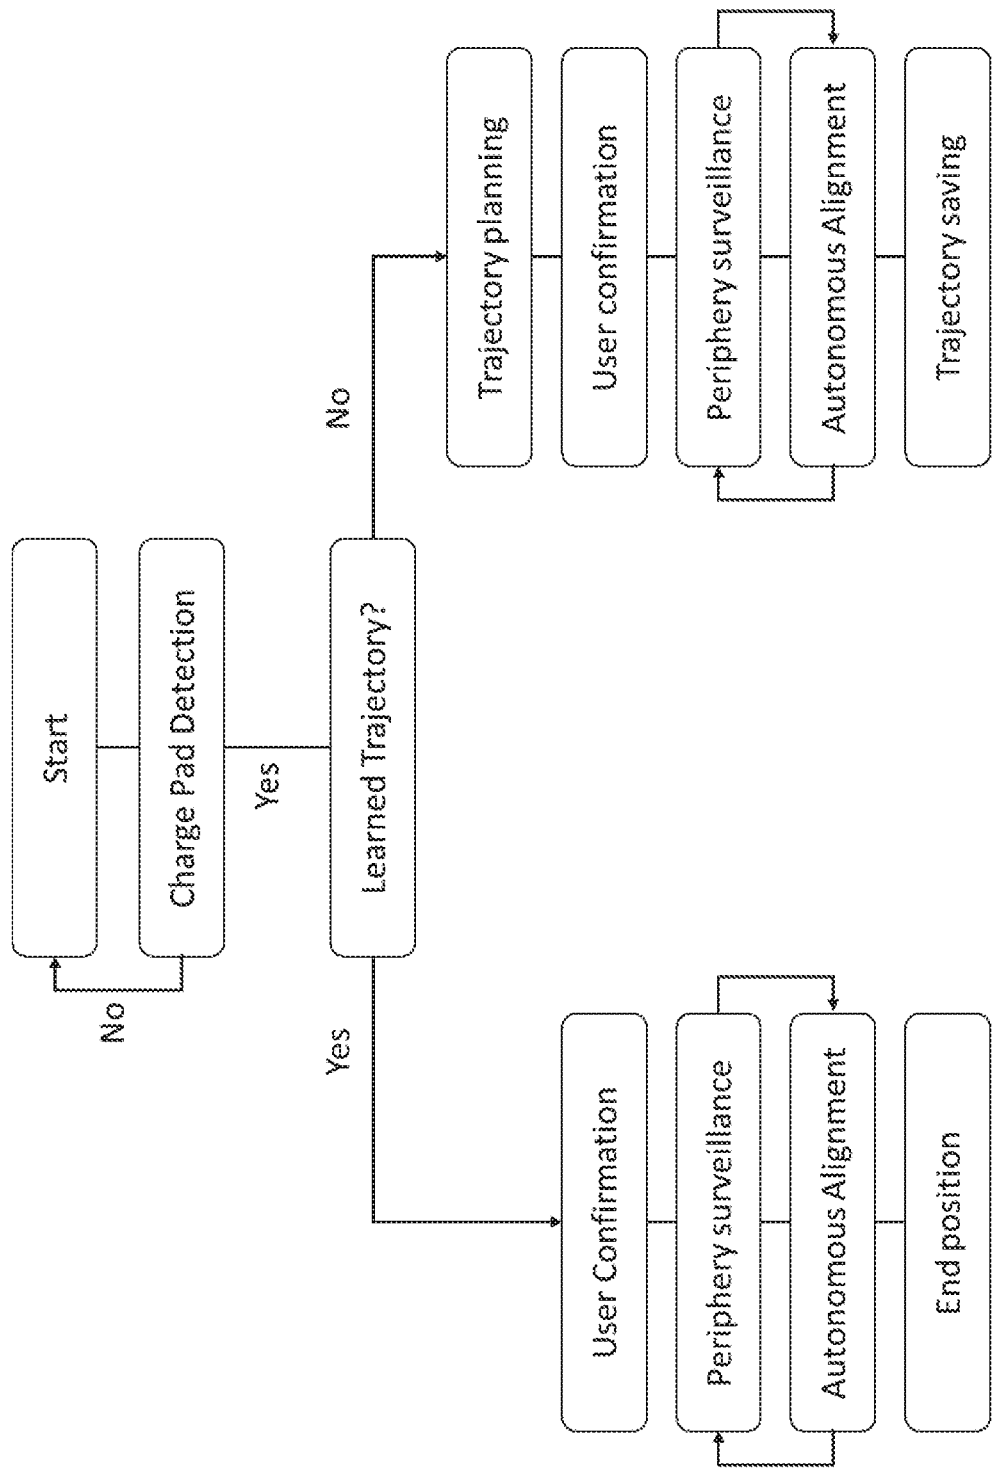 Start
No
Charge Pad Detection
Yes
Learned Trajectory?
Yes
No
User Confirmation
Periphery surveillance
Autonomous Alignment
End position
Trajectory planning
User confirmation
Periphery surveillance
Autonomous Alignment
Trajectory saving